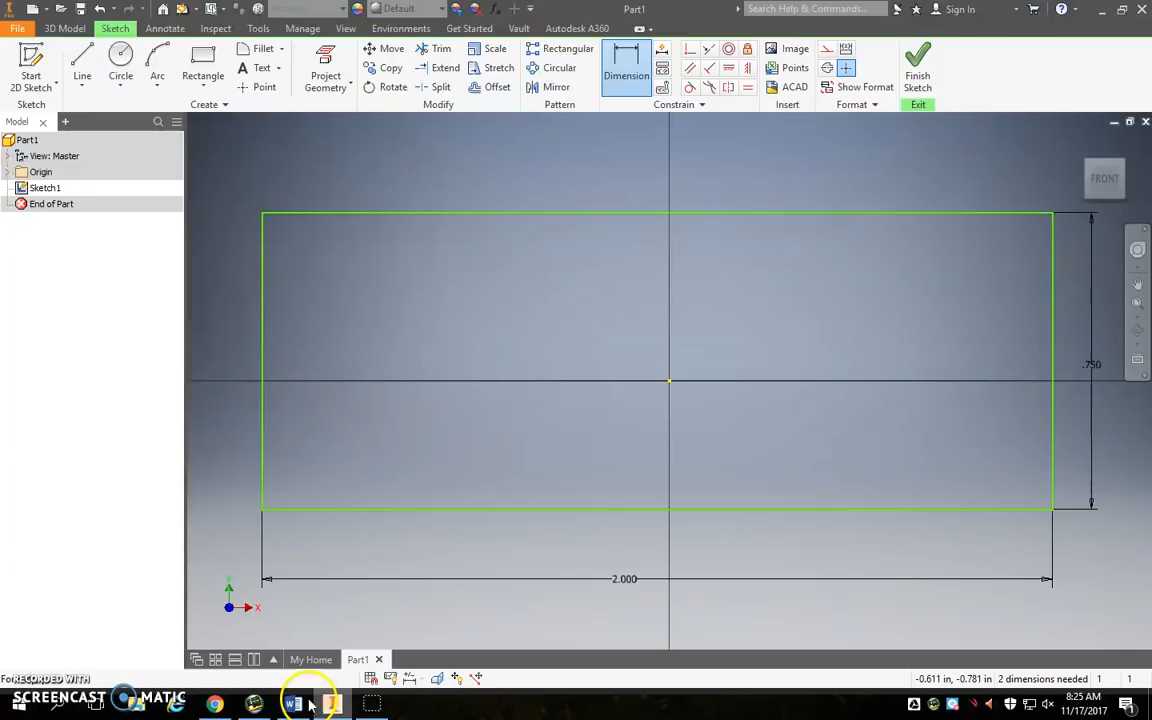 Material
Default
Part1
Search Help & Commands...
Sign In
File
3D Model
Sketch
Annotate
Inspect
Tools
Manage
View
Environments
Get Started
Vault
Autodesk A360
Start
2D Sketch
Line
Circle
Arc
Rectangle
Fillet
Text
Point
Project
Geometry
Move
Copy
Rotate
Trim
Extend
Split
Scale
Stretch
Offset
Rectangular
Circular
Mirror
Dimension
Image
Points
ACAD
Show Format
Finish
Sketch
Sketch
Create
Modify
Pattern
Constrain
Insert
Format
Exit
Model
Part1
View: Master
Origin
Sketch1
End of Part
FRONT
.750
2.000
Y
X
My Home
Part1
-0.611 in, -0.781 in
2 dimensions needed
1
1
RECORDED WITH
SCREENCAST MATIC
8:25 AM
11/17/2017
1